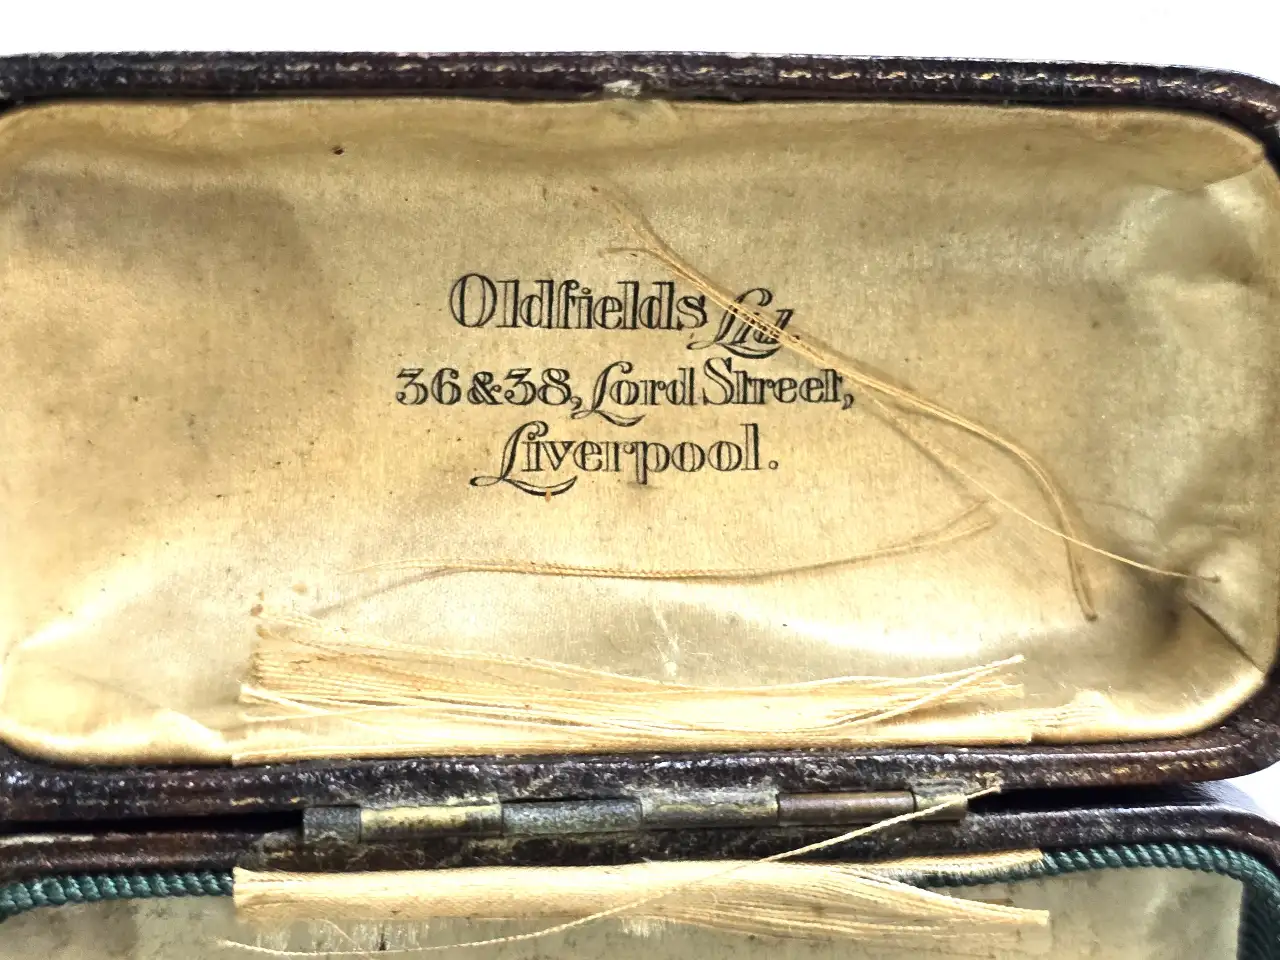 Oldfields Ltd.
36 & 38, Lord Street,
Liverpool.